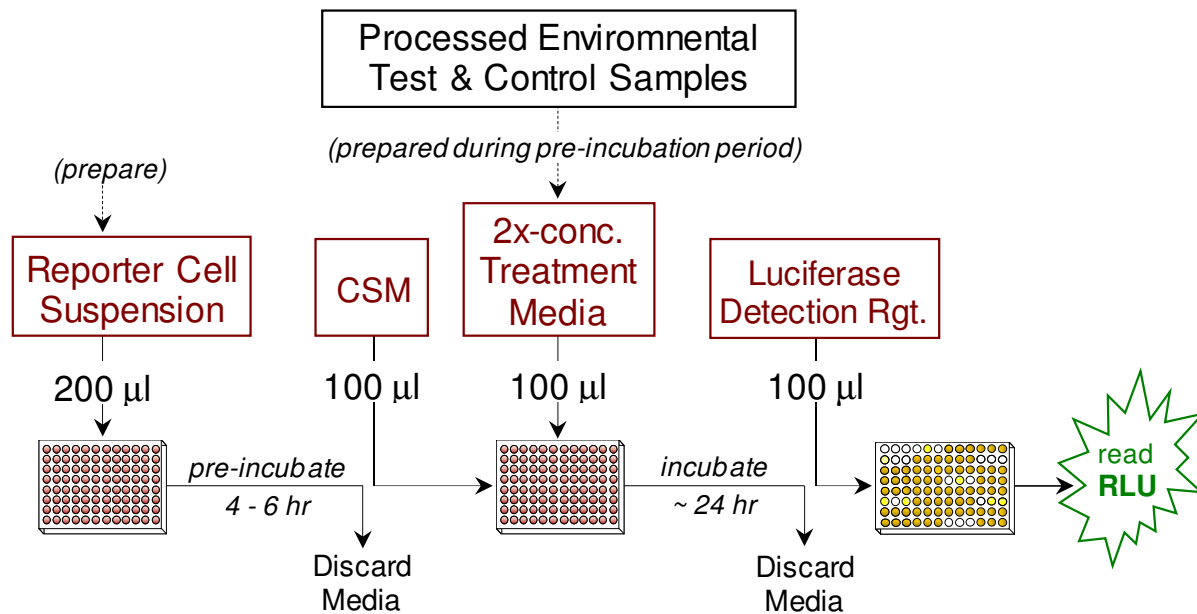 Processed Enviromnental
Test & Control Samples
(prepared during pre-incubation period)
(prepare)
Reporter Cell
Suspension
CSM
2x-conc.
Treatment
Media
Luciferase
Detection Rgt.
200 µl
100 µl
100 µl
100 µl
pre-incubate
4 - 6 hr
incubate
~ 24 hr
read
RLU
Discard
Media
Discard
Media